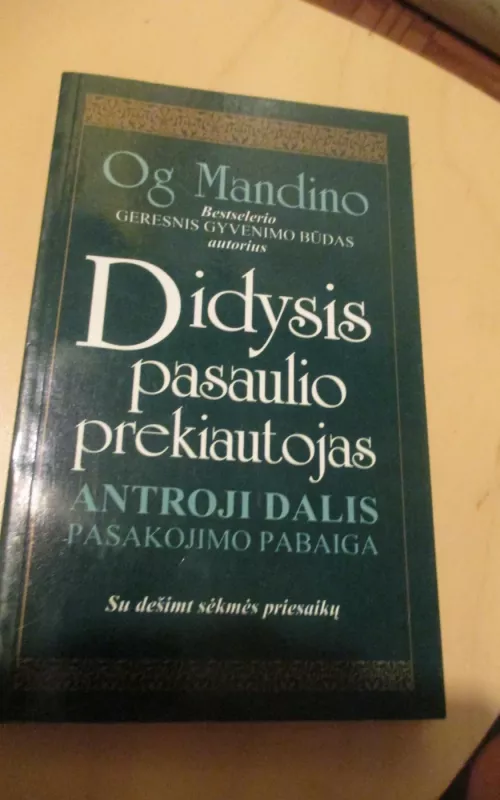 Og Mandino
Bestselerio
GERESNIS GYVENIMO BŪDAS
autorius
Didysis
pasaulio
prekiautojas
ANTROJI DALIS
PASAKOJIMO PABAIGA
Su dešimt sėkmės priesaikų